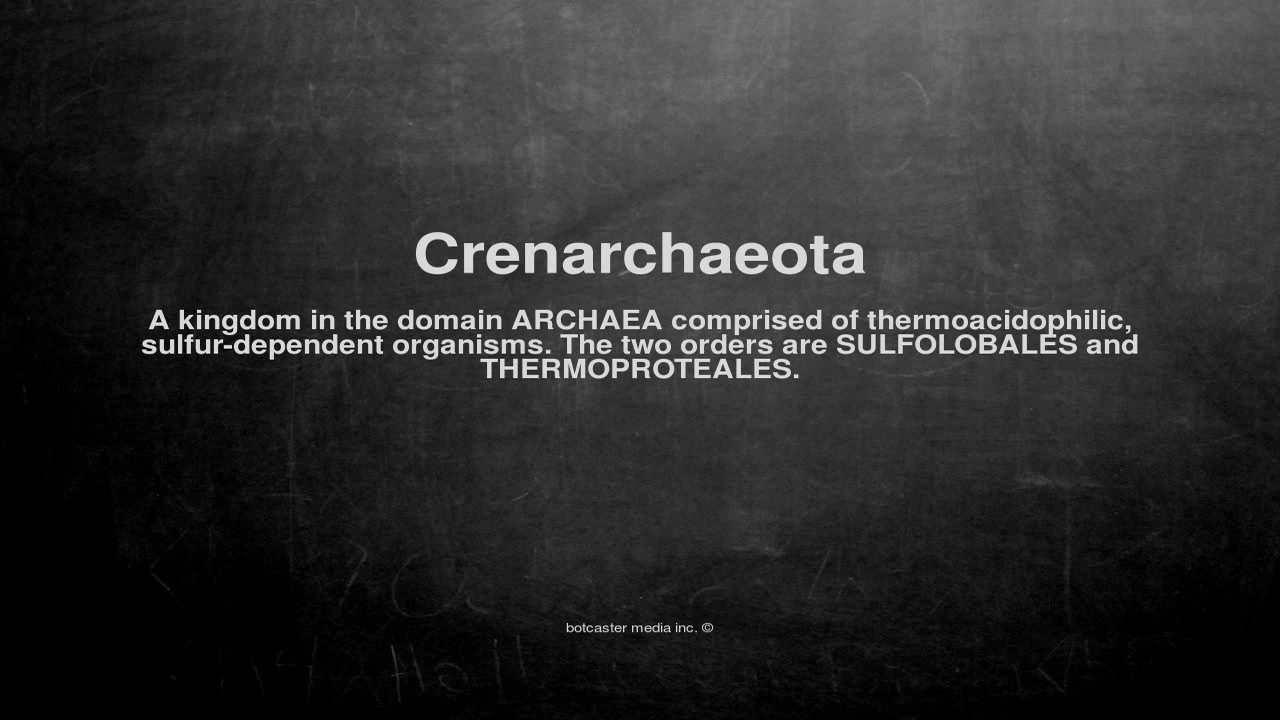 Crenarchaeota
A kingdom in the domain ARCHAEA comprised of thermoacidophilic,
sulfur-dependent organisms. The two orders are SULFOLOBALES and
THERMOPROTEALES.
botcaster media inc. ©